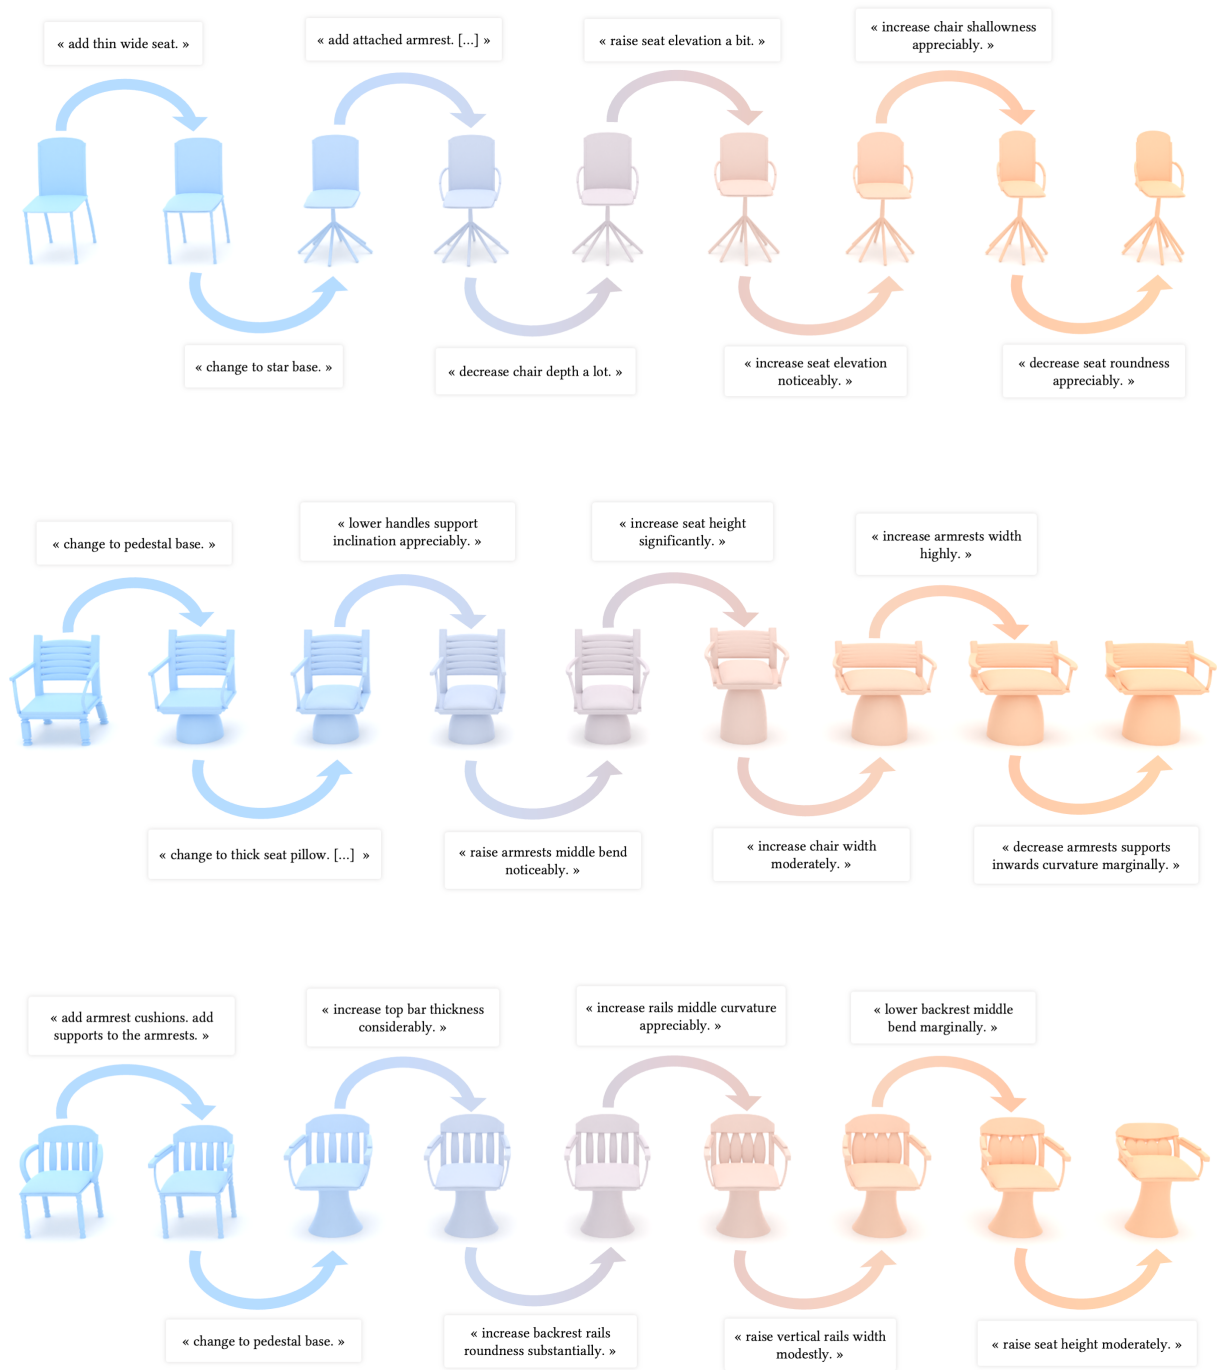 « add thin wide seat. »
« add attached armrest. [...] »
« raise seat elevation a bit. »
« increase chair shallowness
appreciably. »
« change to star base. »
« decrease chair depth a lot. »
« increase seat elevation
noticeably. »
« decrease seat roundness
appreciably. »
« change to pedestal base. »
« lower handles support
inclination appreciably. »
« increase seat height
significantly. »
« increase armrests width
highly. »
« change to thick seat pillow. [...] »
« raise armrests middle bend
noticeably. »
« increase chair width
moderately. »
« decrease armrests supports
inwards curvature marginally. »
« add armrest cushions. add
supports to the armrests. »
« increase top bar thickness
considerably. »
« increase rails middle curvature
appreciably. »
« lower backrest middle
bend marginally. »
« change to pedestal base. »
« increase backrest rails
roundness substantially. »
« raise vertical rails width
modestly. »
« raise seat height moderately. »